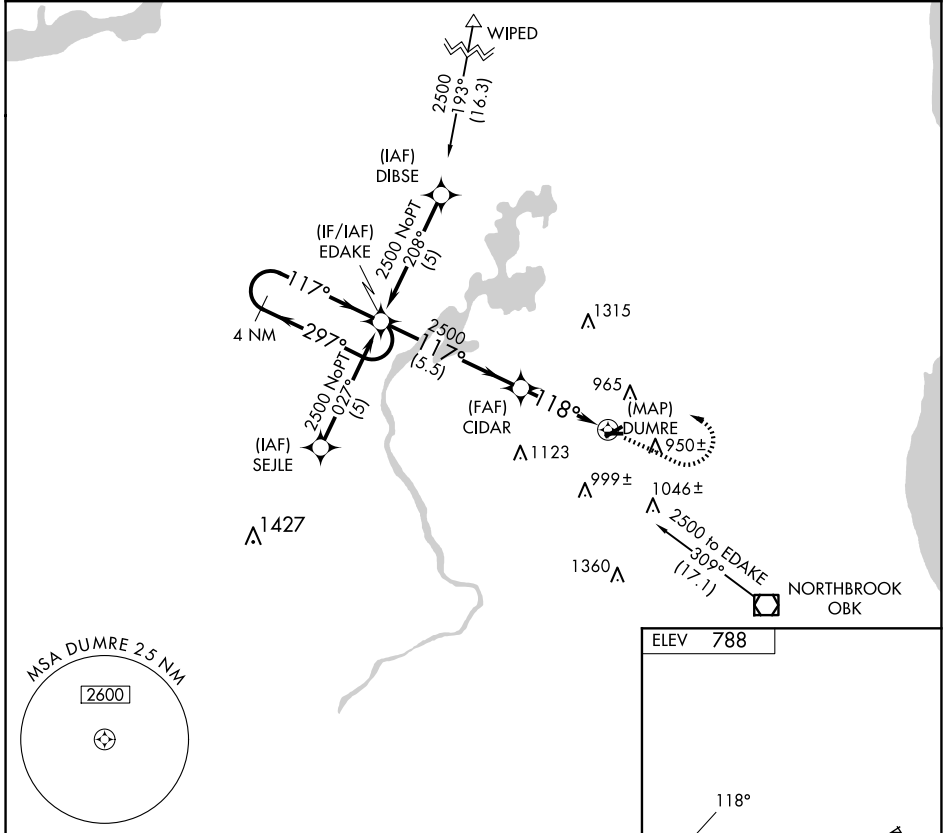 WIPED
2500
193°
(16.3)
(IAF)
DIBSE
(IF/IAF)
EDAKE
2500 NoPT
208°
(5)
117°
4 NM
297°
2500
117°
(5.5)
1315
2500 NoPT
027°
(5)
(IAF)
SEJLE
(FAF)
CIDAR
118°
965
(MAP)
DUMRE
950±
1123
999±
1046±
1427
1360
2500 to EDAKE
309°
(17.1)
NORTHBROOK
OBK
MSA DUMRE 25 NM
2600
ELEV 788
118°